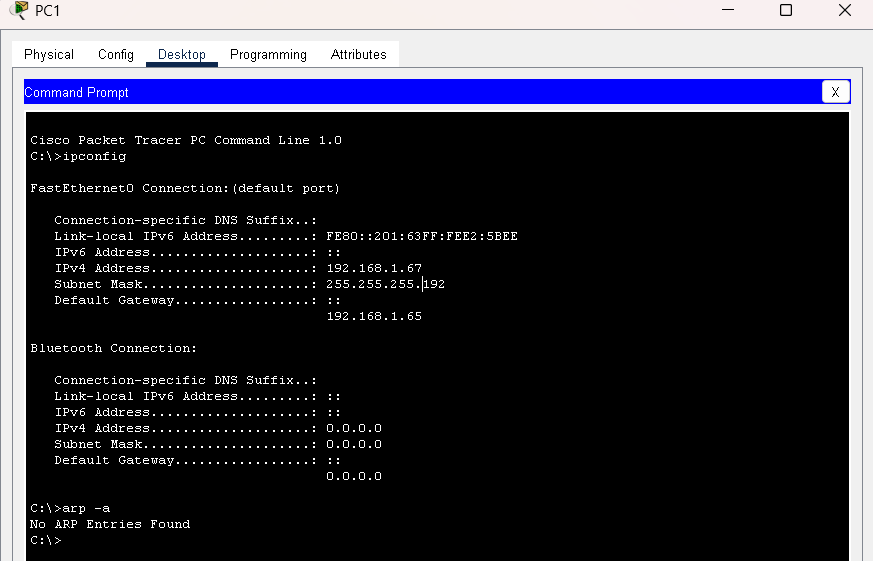 PC1
Physical Config Desktop Programming Attributes
Command Prompt X
Cisco Packet Tracer PC Command Line 1.0
C:\>ipconfig
FastEthernet0 Connection:(default port)
Connection-specific DNS Suffix..:
Link-local IPv6 Address.........: FE80::201:63FF:FEE2:5BEE
IPv6 Address....................: ::
IPv4 Address....................: 192.168.1.67
Subnet Mask.....................: 255.255.255.192
Default Gateway.................: ::
192.168.1.65
Bluetooth Connection:
Connection-specific DNS Suffix..:
Link-local IPv6 Address.........: ::
IPv6 Address....................: ::
IPv4 Address....................: 0.0.0.0
Subnet Mask.....................: 0.0.0.0
Default Gateway.................: ::
0.0.0.0
C:\>arp -a
No ARP Entries Found
C:\>